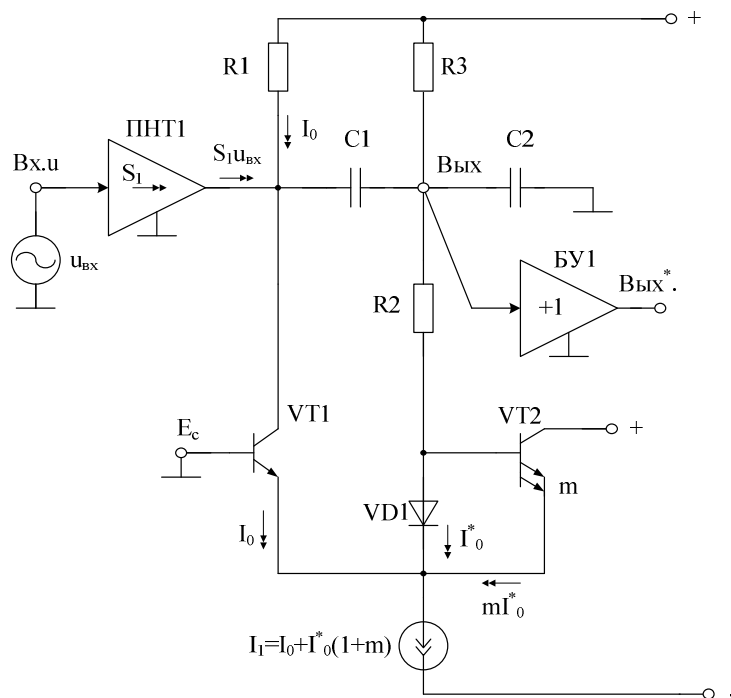 +
R1
R3
I₀
ПНТ1
S₁uвх
C1
C2
Вх.u
S₁
Вых
uвх
БУ1
Вых*.
+1
R2
VT1
VT2
Eс
+
m
VD1
I₀
I*₀
mI*₀
I₁=I₀+I*₀(1+m)
-